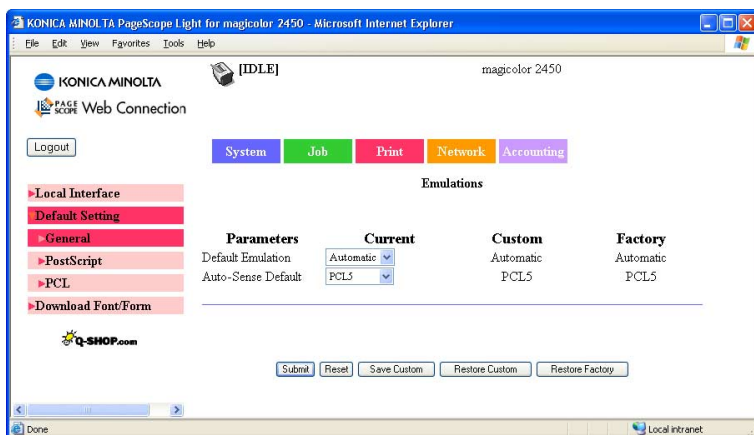 KONICA MINOLTA PageScope Light for magicolor 2450 - Microsoft Internet Explorer
File Edit View Favorites Tools Help
KONICA MINOLTA
[IDLE]
magicolor 2450
PAGE SCOPE Web Connection
Logout
System Job Print Network Accounting
Emulations
Local Interface
Default Setting
General
PostScript
PCL
Download Font/Form
Q-SHOP.com
Parameters Current Custom Factory
Default Emulation Automatic Automatic Automatic
Auto-Sense Default PCL5 PCL5 PCL5
Submit Reset Save Custom Restore Custom Restore Factory
Done Local intranet